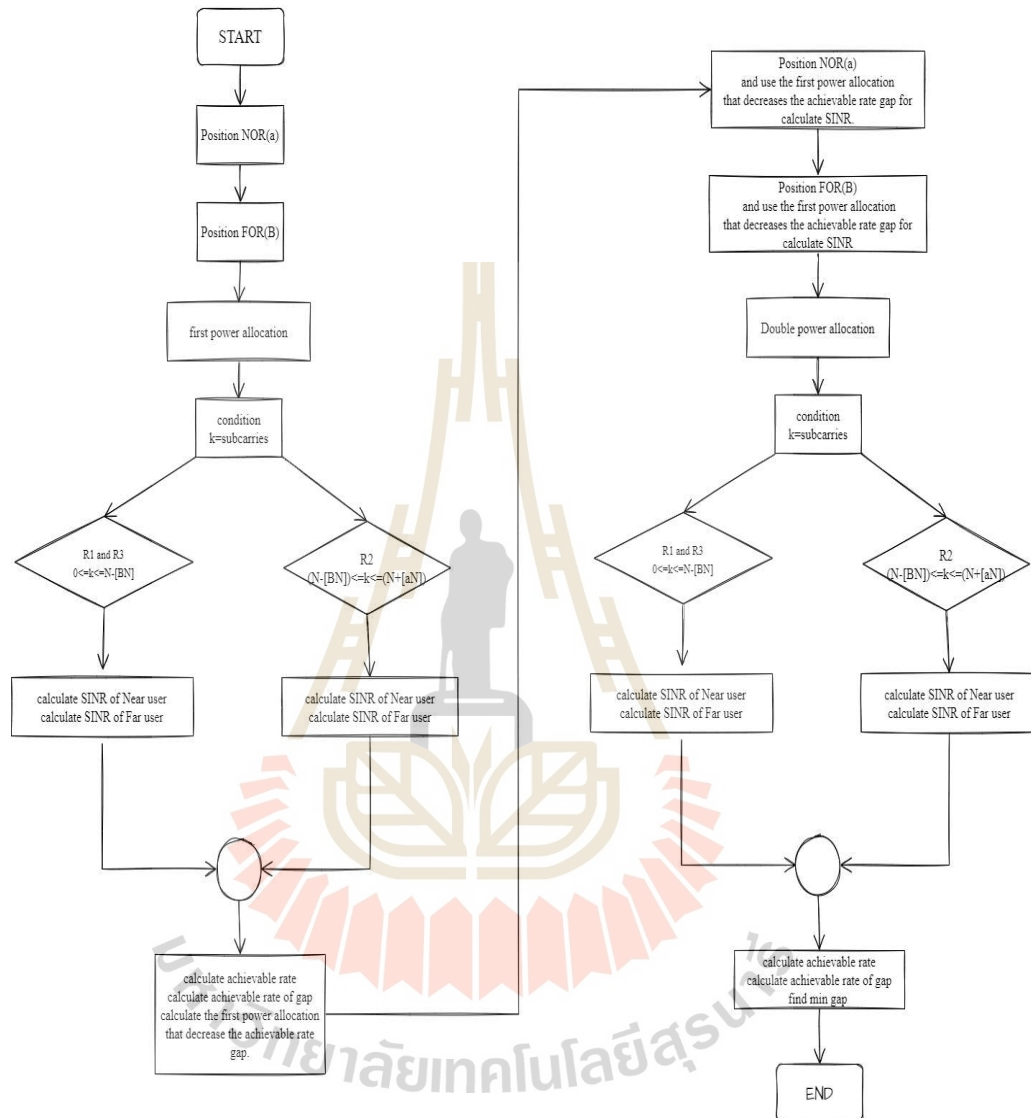 START
Position NOR(a)
Position FOR(B)
first power allocation
condition
k=subcarries
R1 and R3
0<=k<=N-[BN]
R2
(N-[BN])<=k<=(N+[aN])
calculate SINR of Near user
calculate SINR of Far user
calculate SINR of Near user
calculate SINR of Far user
calculate achievable rate
calculate achievable rate of gap
calculate the first power allocation
that decrease the achievable rate
gap.
Position NOR(a)
and use the first power allocation
that decreases the achievable rate gap for
calculate SINR.
Position FOR(B)
and use the first power allocation
that decreases the achievable rate gap for
calculate SINR
Double power allocation
condition
k=subcarries
R1 and R3
0<=k<=N-[BN]
R2
(N-[BN])<=k<=(N+[aN])
calculate SINR of Near user
calculate SINR of Far user
calculate SINR of Near user
calculate SINR of Far user
calculate achievable rate
calculate achievable rate of gap
find min gap
END
มหาวิทยาลัยเทคโนโลยีสุรนารี